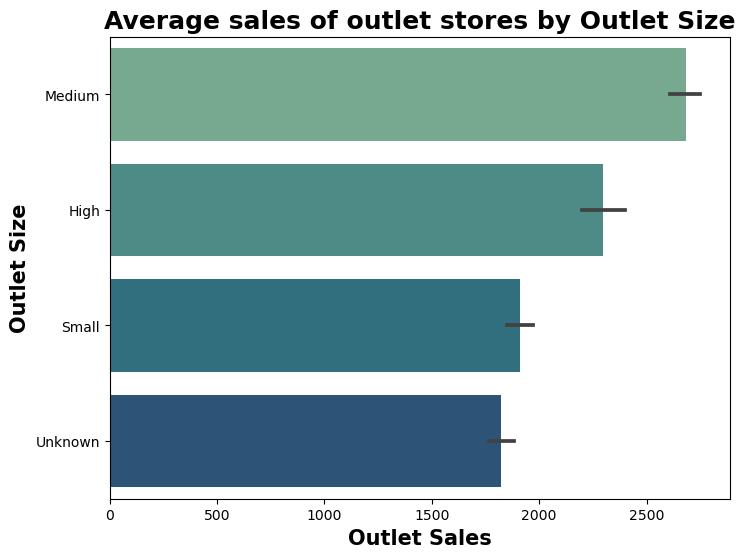 Average sales of outlet stores by Outlet Size
Outlet Size
Medium
High
Small
Unknown
0 500 1000 1500 2000 2500
Outlet Sales